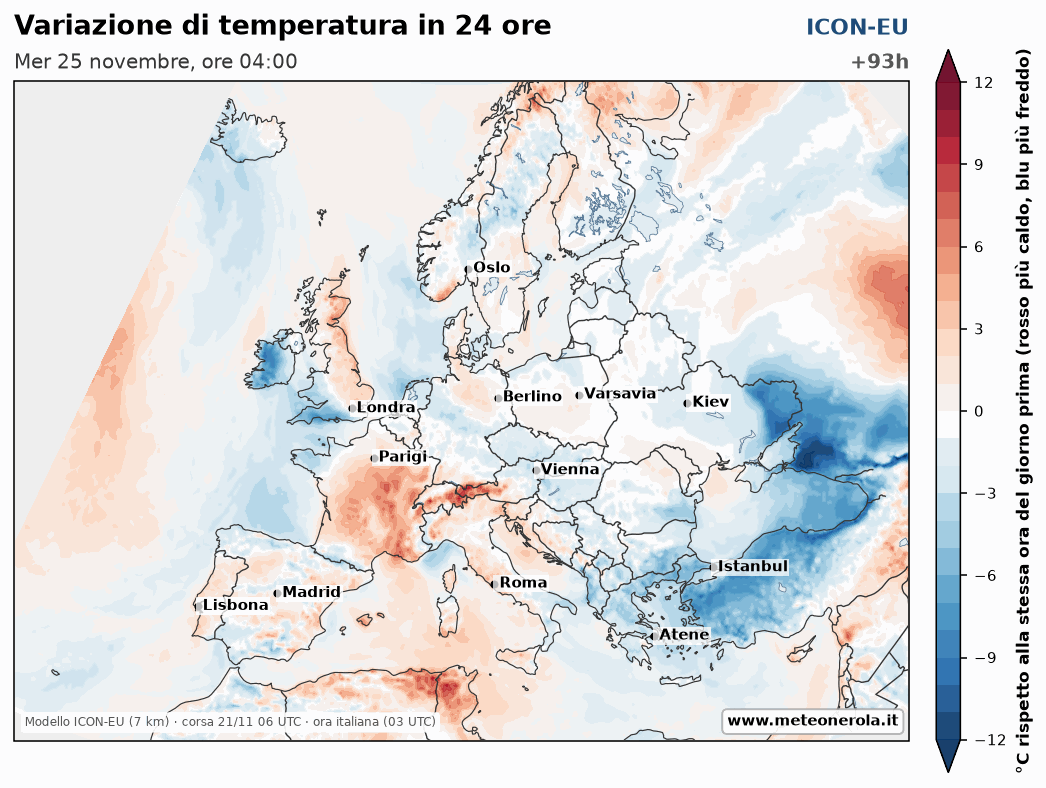 Variazione di temperatura in 24 ore
ICON-EU
Mer 25 novembre, ore 04:00
+93h
Oslo
Londra
Berlino
Varsavia
Kiev
Parigi
Vienna
Istanbul
Madrid
Roma
Lisbona
Atene
Modello ICON-EU (7 km) · corsa 21/11 06 UTC · ora italiana (03 UTC)
www.meteonerola.it
12
9
6
3
0
−3
−6
−9
−12
°C rispetto alla stessa ora del giorno prima (rosso più caldo, blu più freddo)